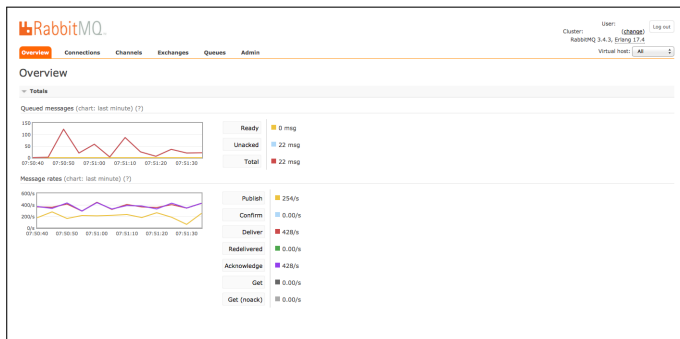 RabbitMQ
User:
Cluster: (change)
RabbitMQ 3.4.3, Erlang 17.4
Log out
Overview Connections Channels Exchanges Queues Admin
Virtual host: All
Overview
Totals
Queued messages (chart: last minute) (?)
150
100
50
0
07:50:40 07:50:50 07:51:00 07:51:10 07:51:20 07:51:30
Ready 0 msg
Unacked 22 msg
Total 22 msg
Message rates (chart: last minute) (?)
600/s
400/s
200/s
0/s
07:50:40 07:50:50 07:51:00 07:51:10 07:51:20 07:51:30
Publish 254/s
Confirm 0.00/s
Deliver 428/s
Redelivered 0.00/s
Acknowledge 428/s
Get 0.00/s
Get (noack) 0.00/s